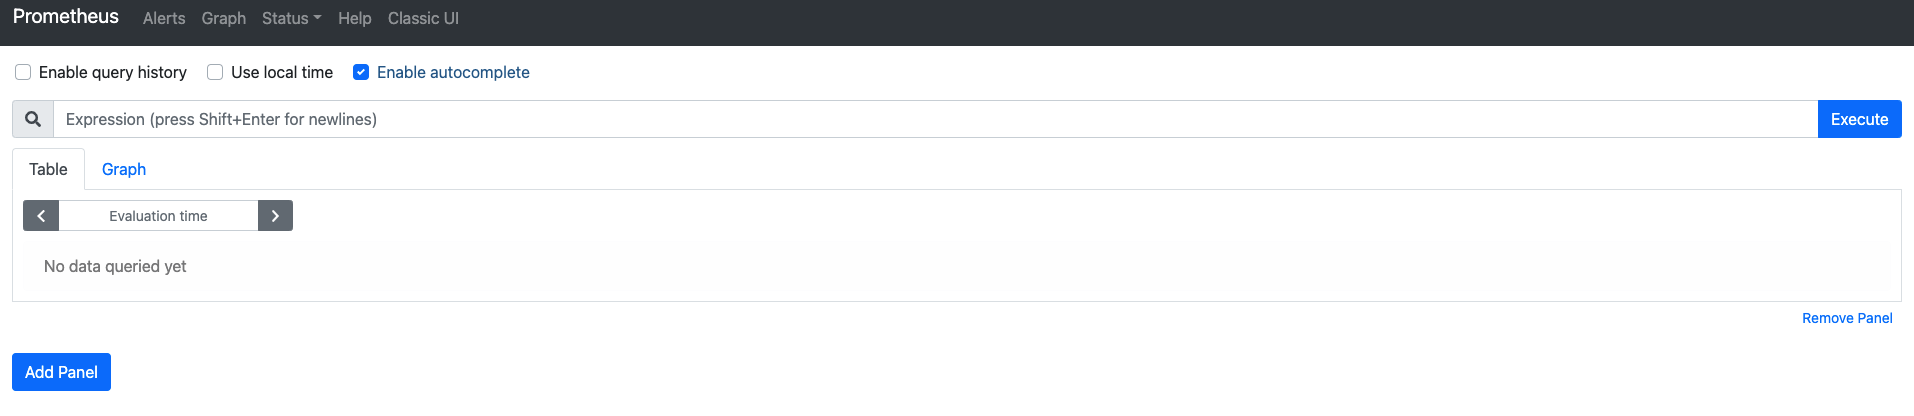 Prometheus Alerts Graph Status Help Classic UI
Enable query history Use local time Enable autocomplete
Expression (press Shift+Enter for newlines) Execute
Table Graph
Evaluation time
No data queried yet
Remove Panel
Add Panel